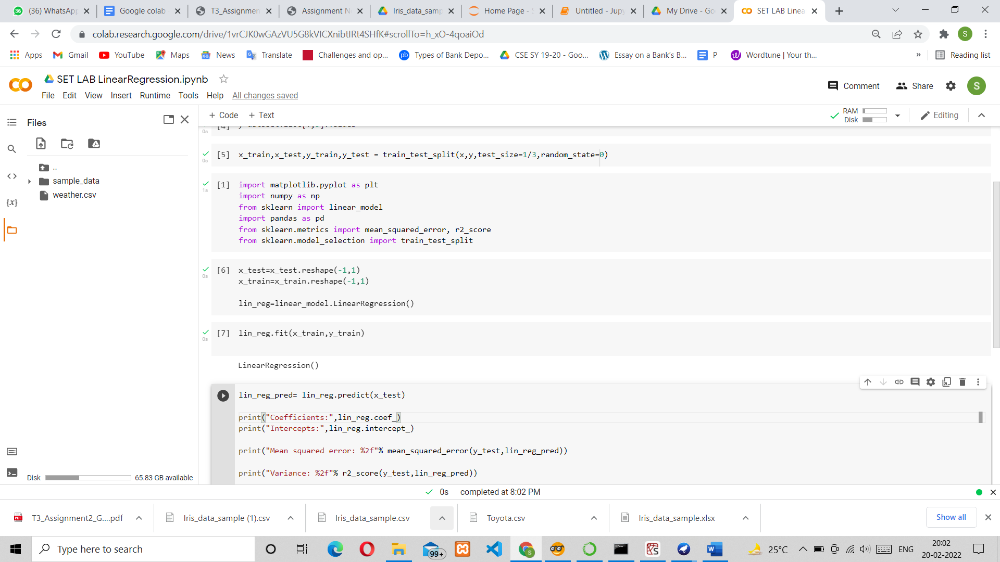 (36) WhatsApp
Google colab
T3_Assignmen
Assignment N
Iris_data_samp
Home Page - S
Untitled - Jupy
My Drive - Go
SET LAB Linea
colab.research.google.com/drive/1vrCJK0wGAzVU5G8kVICXnibtIRt4SHfK#scrollTo=h_xO-4qoaiOd
S
Apps
Gmail
YouTube
Maps
News
Translate
Challenges and op...
Types of Bank Depo...
CSE SY 19-20 - Goo...
Essay on a Bank's B...
P
Wordtune | Your th...
»
Reading list
SET LAB LinearRegression.ipynb
Comment
Share
S
File Edit View Insert Runtime Tools Help All changes saved
Files
+ Code + Text
RAM
Disk
Editing
..
sample_data
weather.csv
0s
[5] x_train,x_test,y_train,y_test = train_test_split(x,y,test_size=1/3,random_state=0)
0s
[1] import matplotlib.pyplot as plt
1s
import numpy as np
from sklearn import linear_model
import pandas as pd
from sklearn.metrics import mean_squared_error, r2_score
from sklearn.model_selection import train_test_split
[6] x_test=x_test.reshape(-1,1)
0s
x_train=x_train.reshape(-1,1)
lin_reg=linear_model.LinearRegression()
[7] lin_reg.fit(x_train,y_train)
0s
LinearRegression()
lin_reg_pred= lin_reg.predict(x_test)
print("Coefficients:",lin_reg.coef_)
print("Intercepts:",lin_reg.intercept_)
print("Mean squared error: %2f"% mean_squared_error(y_test,lin_reg_pred))
print("Variance: %2f"% r2_score(y_test,lin_reg_pred))
{x}
Disk 65.83 GB available
0s completed at 8:02 PM
T3_Assignment2_G....pdf
Iris_data_sample (1).csv
Iris_data_sample.csv
Toyota.csv
Iris_data_sample.xlsx
Show all
Type here to search
99+
25°C
ENG
20:02
20-02-2022